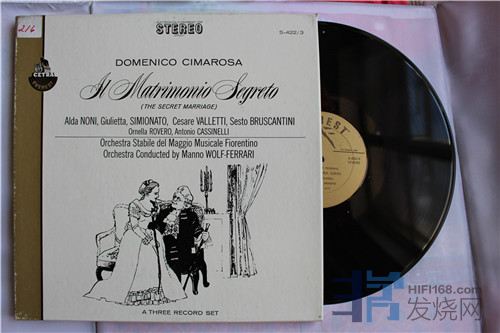 216
STEREO
S-422/3
CETRA
EVEREST
DOMENICO CIMAROSA
Il Matrimonio Segreto
(THE SECRET MARRIAGE)
Alda NONI, Giulietta, SIMIONATO, Cesare VALLETTI, Sesto BRUSCANTINI
Ornella ROVERO, Antonio CASSINELLI
Orchestra Stabile del Maggio Musicale Fiorentino
Orchestra Conducted by Manno WOLF-FERRARI
A THREE RECORD SET
HIFI168.com
发烧网